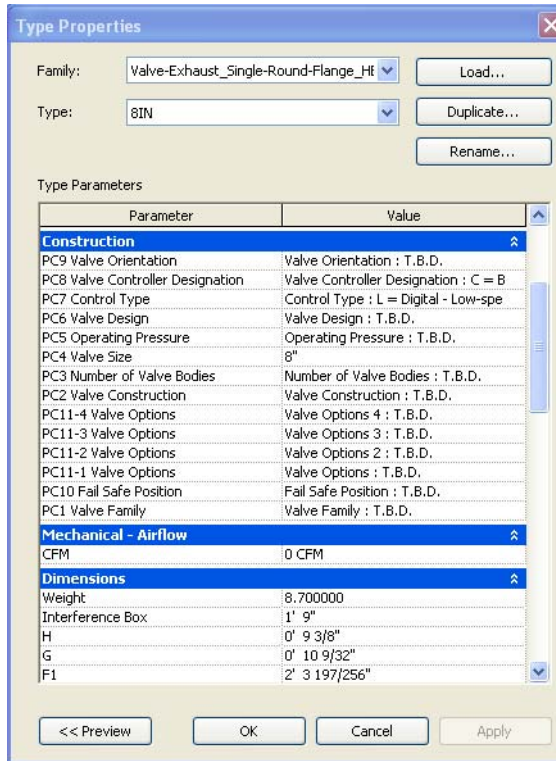 Type Properties
Family: Valve-Exhaust_Single-Round-Flange_HE Load...
Type: 8IN Duplicate...
Rename...
Type Parameters
Parameter Value
Construction
PC9 Valve Orientation Valve Orientation : T.B.D.
PC8 Valve Controller Designation Valve Controller Designation : C = B
PC7 Control Type Control Type : L = Digital - Low-spe
PC6 Valve Design Valve Design : T.B.D.
PC5 Operating Pressure Operating Pressure : T.B.D.
PC4 Valve Size 8"
PC3 Number of Valve Bodies Number of Valve Bodies : T.B.D.
PC2 Valve Construction Valve Construction : T.B.D.
PC11-4 Valve Options Valve Options 4 : T.B.D.
PC11-3 Valve Options Valve Options 3 : T.B.D.
PC11-2 Valve Options Valve Options 2 : T.B.D.
PC11-1 Valve Options Valve Options : T.B.D.
PC10 Fail Safe Position Fail Safe Position : T.B.D.
PC1 Valve Family Valve Family : T.B.D.
Mechanical - Airflow
CFM 0 CFM
Dimensions
Weight 8.700000
Interference Box 1' 9"
H 0' 9 3/8"
G 0' 10 9/32"
F1 2' 3 197/256"
<< Preview OK Cancel Apply